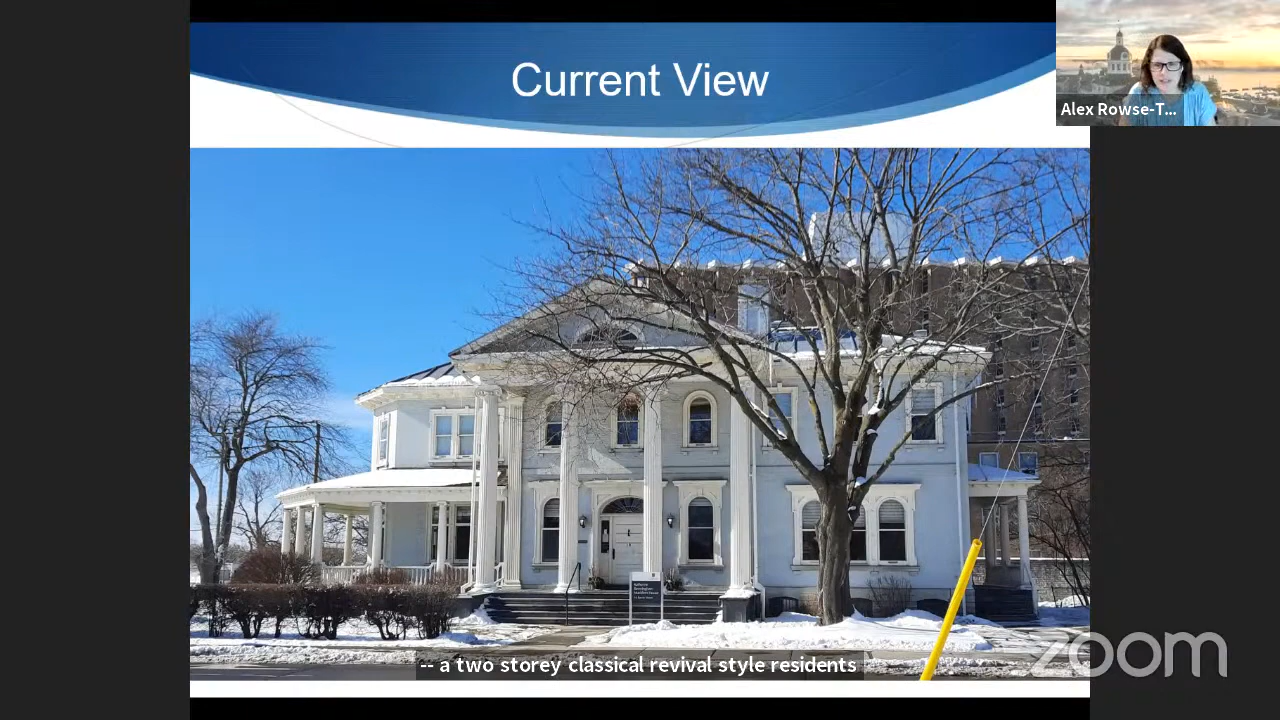 Current View
Alex Rowse-T...
-- a two storey classical revival style residents
zoom